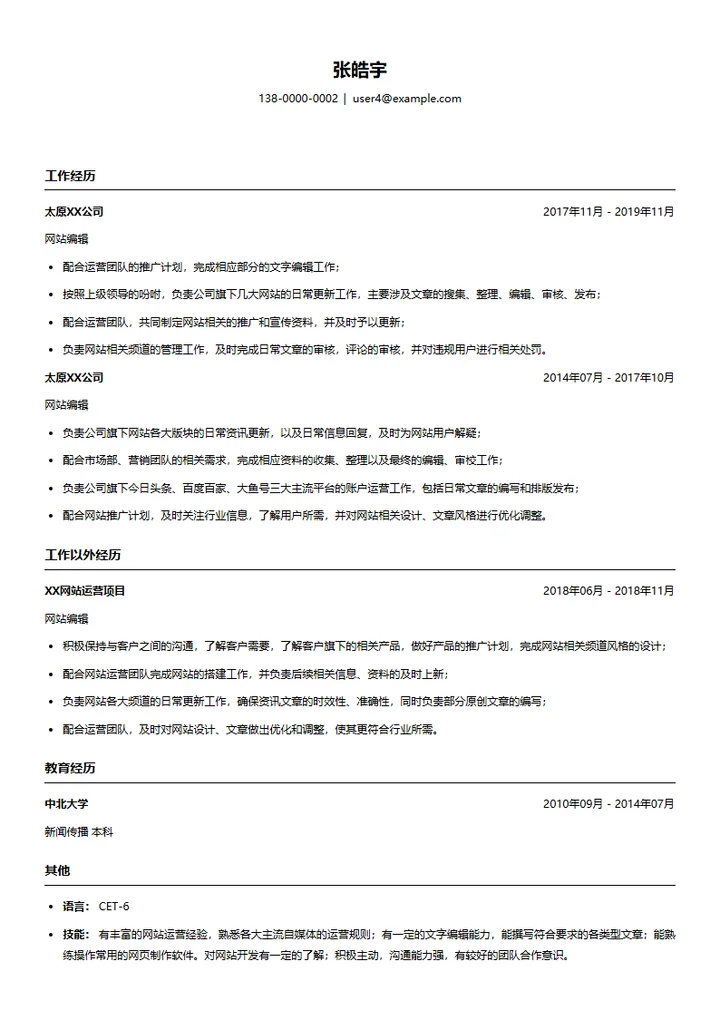 张皓宇
138-0000-0002 | user4@example.com
工作经历
太原XX公司 2017年11月 - 2019年11月
网站编辑
• 配合运营团队的推广计划，完成相应部分的文字编辑工作；
• 按照上级领导的吩咐，负责公司旗下几大网站的日常更新工作，主要涉及文章的搜集、整理、编辑、审核、发布；
• 配合运营团队，共同制定网站相关的推广和宣传资料，并及时予以更新；
• 负责网站相关频道的管理工作，及时完成日常文章的审核，评论的审核，并对违规用户进行相关处罚。
太原XX公司 2014年07月 - 2017年10月
网站编辑
• 负责公司旗下网站各大版块的日常资讯更新，以及日常信息回复，及时为网站用户解疑；
• 配合市场部、营销团队的相关需求，完成相应资料的收集、整理以及最终的编辑、审校工作；
• 负责公司旗下今日头条、百度百家、大鱼号三大主流平台的账户运营工作，包括日常文章的编写和排版发布；
• 配合网站推广计划，及时关注行业信息，了解用户所需，并对网站相关设计、文章风格进行优化调整。
工作以外经历
XX网站运营项目 2018年06月 - 2018年11月
网站编辑
• 积极保持与客户之间的沟通，了解客户需要，了解客户旗下的相关产品，做好产品的推广计划，完成网站相关频道风格的设计；
• 配合网站运营团队完成网站的搭建工作，并负责后续相关信息、资料的及时上新；
• 负责网站各大频道的日常更新工作，确保资讯文章的时效性、准确性，同时负责部分原创文章的编写；
• 配合运营团队，及时对网站设计、文章做出优化和调整，使其更符合行业所需。
教育经历
中北大学 2010年09月 - 2014年07月
新闻传播 本科
其他
• 语言： CET-6
• 技能： 有丰富的网站运营经验，熟悉各大主流自媒体的运营规则；有一定的文字编辑能力，能撰写符合要求的各类型文章；能熟
练操作常用的网页制作软件。对网站开发有一定的了解；积极主动，沟通能力强，有较好的团队合作意识。